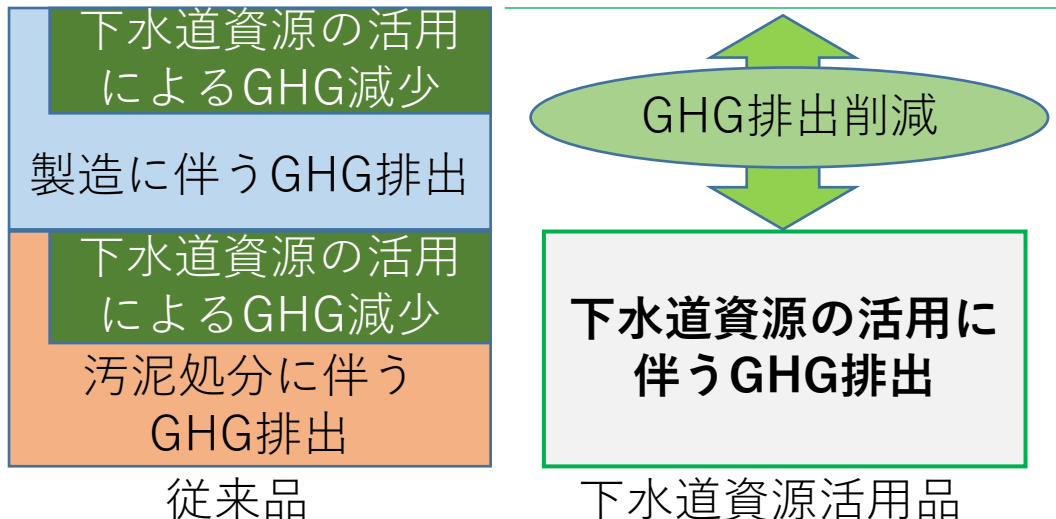 下水道資源の活用
によるGHG減少
製造に伴うGHG排出
下水道資源の活用
によるGHG減少
汚泥処分に伴う
GHG排出
従来品
GHG排出削減
下水道資源の活用に
伴うGHG排出
下水道資源活用品